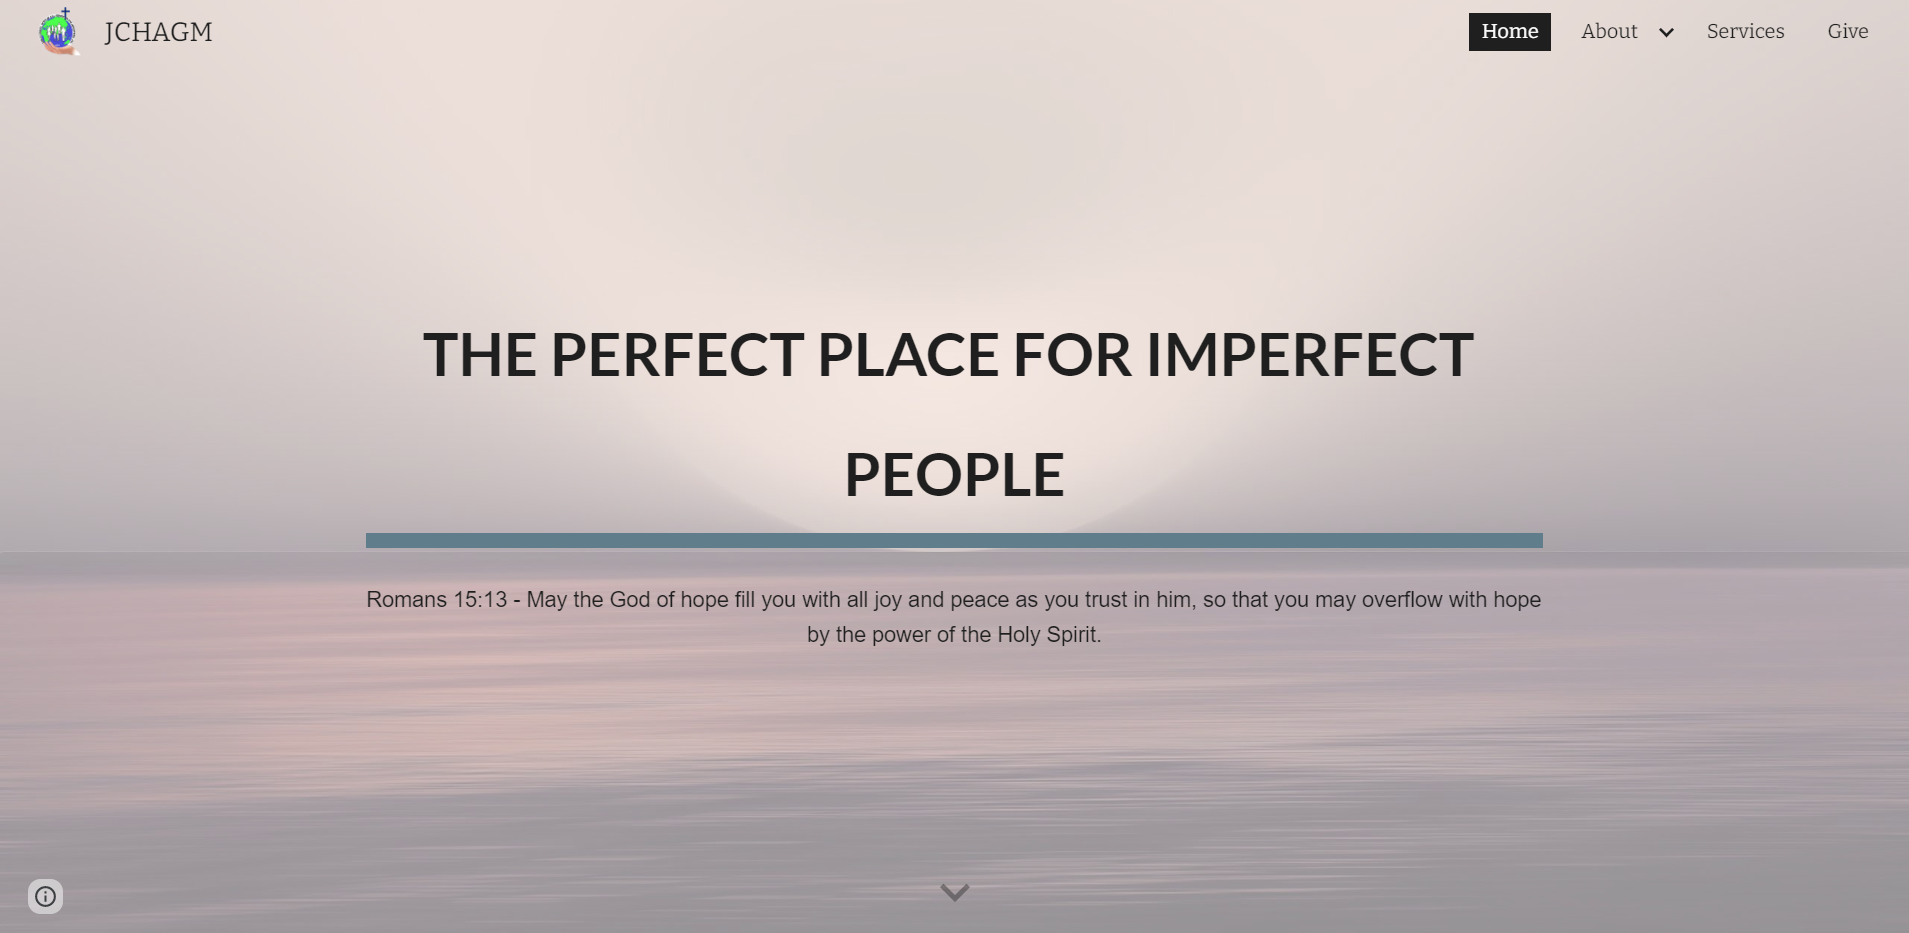 JCHAGM
Home
About
Services
Give
THE PERFECT PLACE FOR IMPERFECT
PEOPLE
Romans 15:13 - May the God of hope fill you with all joy and peace as you trust in him, so that you may overflow with hope
by the power of the Holy Spirit.